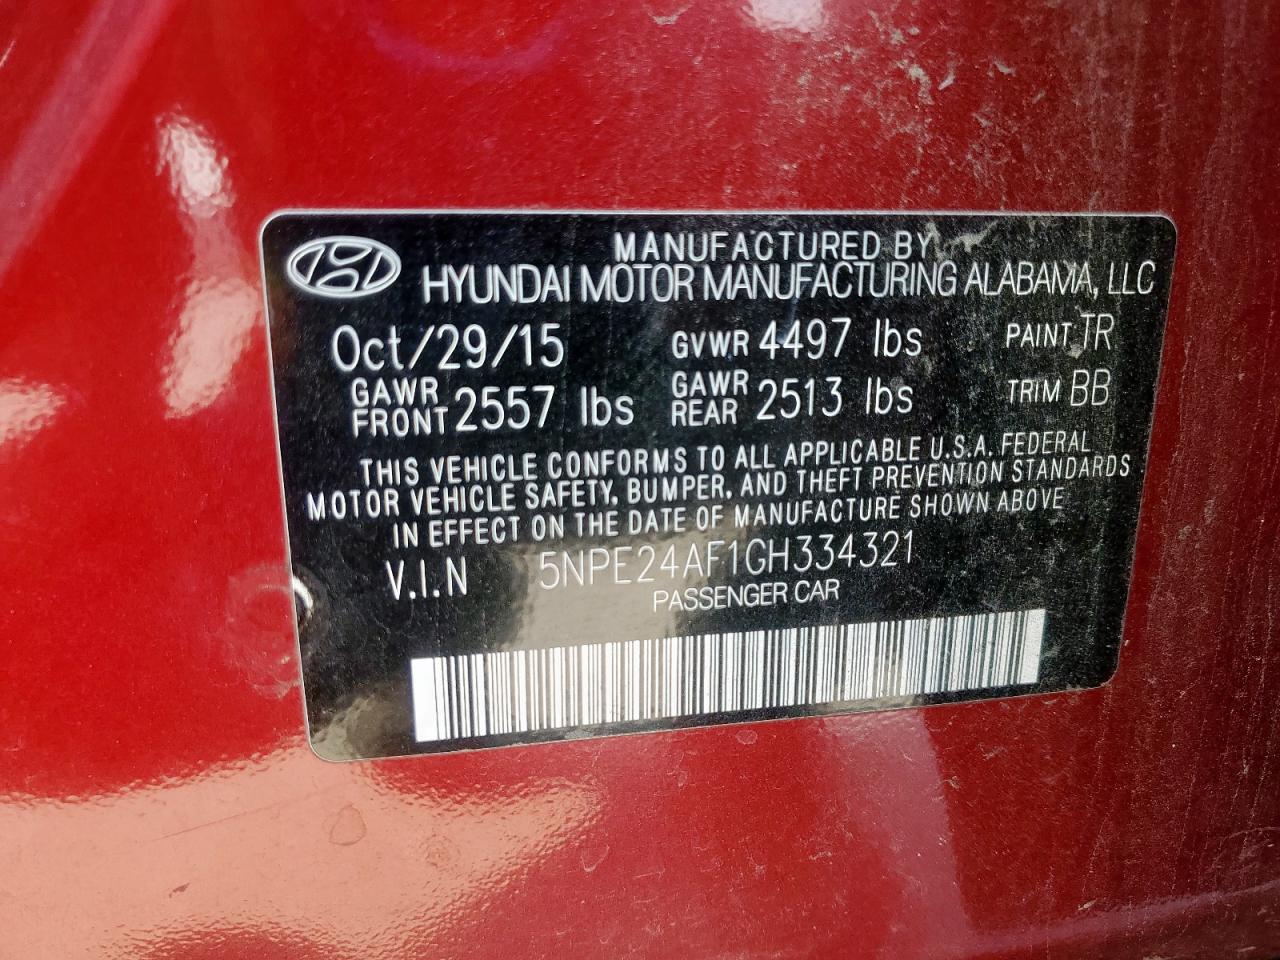 MANUFACTURED BY
HYUNDAI MOTOR MANUFACTURING ALABAMA, LLC
Oct/29/15 GVWR 4497 lbs PAINT TR
GAWR FRONT 2557 lbs GAWR REAR 2513 lbs TRIM BB
THIS VEHICLE CONFORMS TO ALL APPLICABLE U.S.A. FEDERAL
MOTOR VEHICLE SAFETY, BUMPER, AND THEFT PREVENTION STANDARDS
IN EFFECT ON THE DATE OF MANUFACTURE SHOWN ABOVE
V.I.N 5NPE24AF1GH334321
PASSENGER CAR